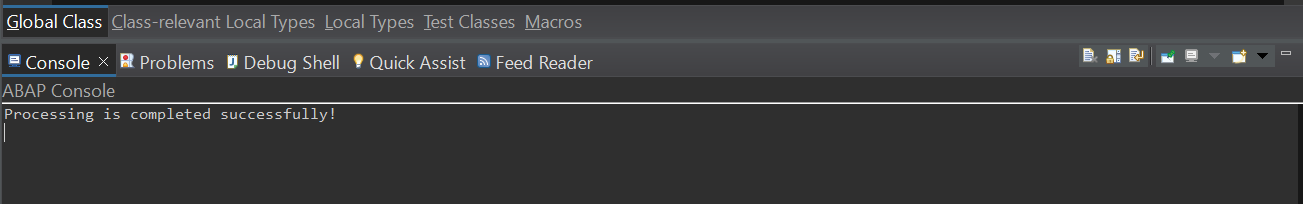 Global Class Class-relevant Local Types Local Types Test Classes Macros
Console Problems Debug Shell Quick Assist Feed Reader
ABAP Console
Processing is completed successfully!